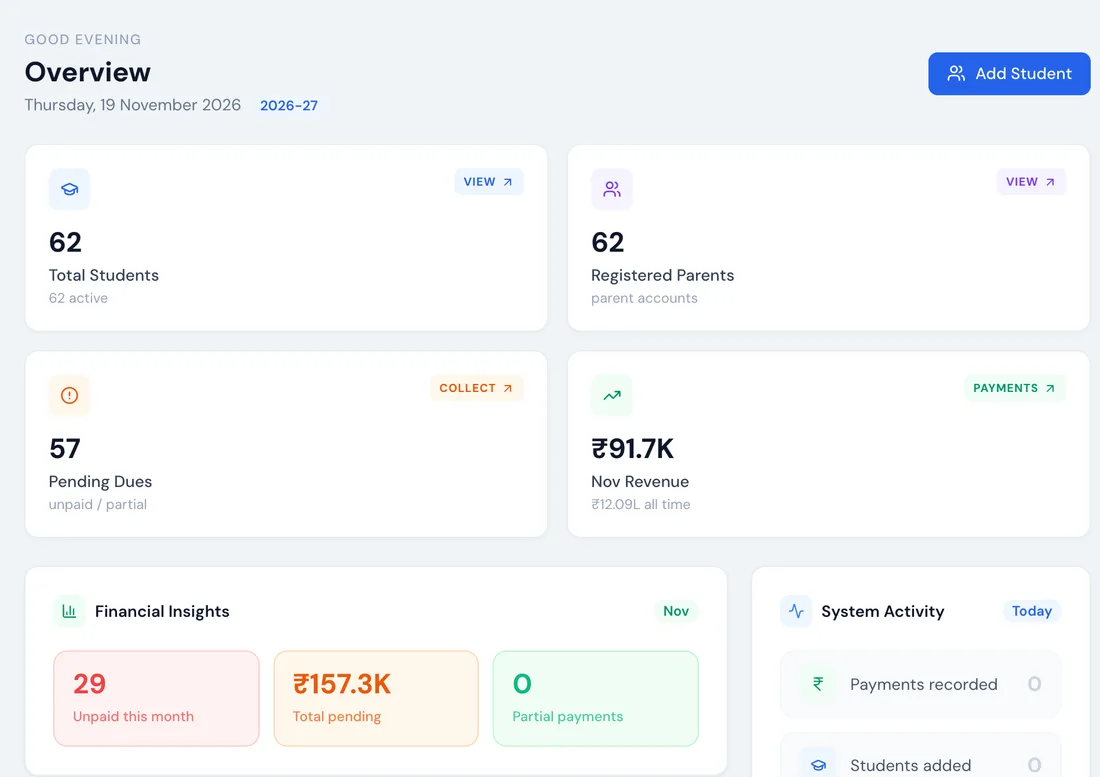 GOOD EVENING
Overview
Thursday, 19 November 2026 2026-27
Add Student
VIEW
62
Total Students
62 active
VIEW
62
Registered Parents
parent accounts
COLLECT
57
Pending Dues
unpaid / partial
PAYMENTS
₹91.7K
Nov Revenue
₹12.09L all time
Financial Insights
Nov
29
Unpaid this month
₹157.3K
Total pending
0
Partial payments
System Activity
Today
₹ Payments recorded 0
Students added 0